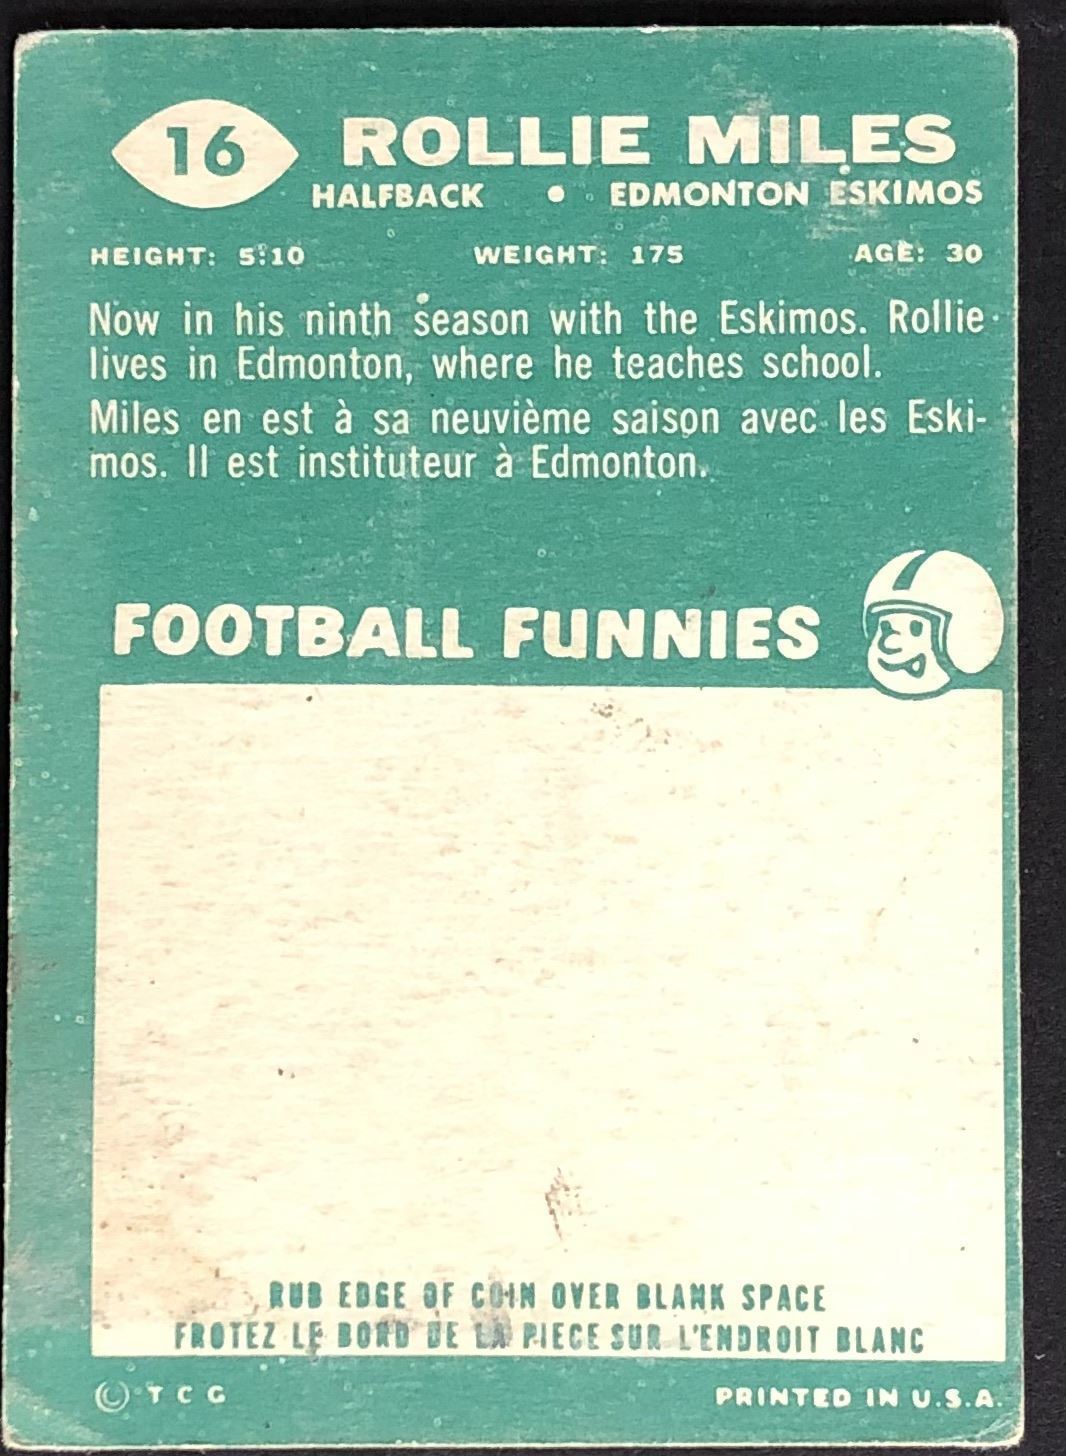 16 ROLLIE MILES
HALFBACK • EDMONTON ESKIMOS
HEIGHT: 5:10 WEIGHT: 175 AGE: 30
Now in his ninth season with the Eskimos. Rollie
lives in Edmonton, where he teaches school.
Miles en est à sa neuvième saison avec les Eski-
mos. Il est instituteur à Edmonton.
FOOTBALL FUNNIES
RUB EDGE OF COIN OVER BLANK SPACE
FROTEZ LE BORD DE LA PIECE SUR L'ENDROIT BLANC
© T C G PRINTED IN U.S.A.